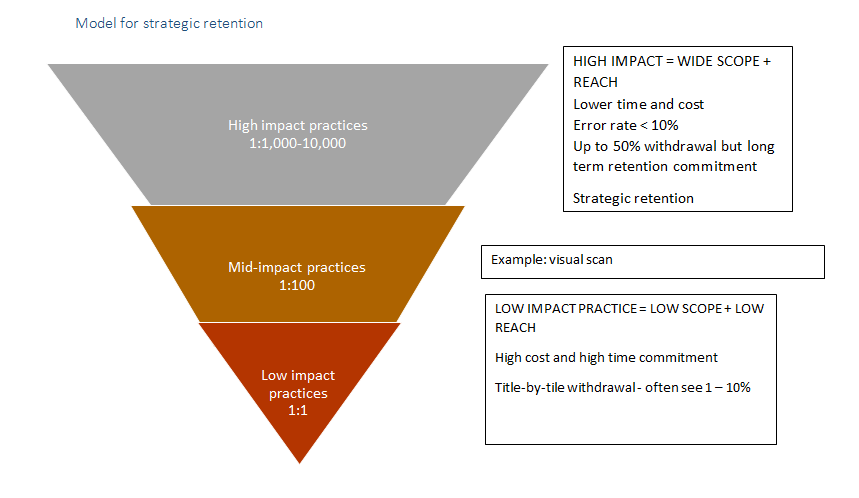 Model for strategic retention
High impact practices
1:1,000-10,000
HIGH IMPACT = WIDE SCOPE +
REACH
Lower time and cost
Error rate < 10%
Up to 50% withdrawal but long
term retention commitment
Strategic retention
Mid-impact practices
1:100
Example: visual scan
Low impact
practices
1:1
LOW IMPACT PRACTICE = LOW SCOPE + LOW
REACH
High cost and high time commitment
Title-by-tile withdrawal - often see 1 – 10%